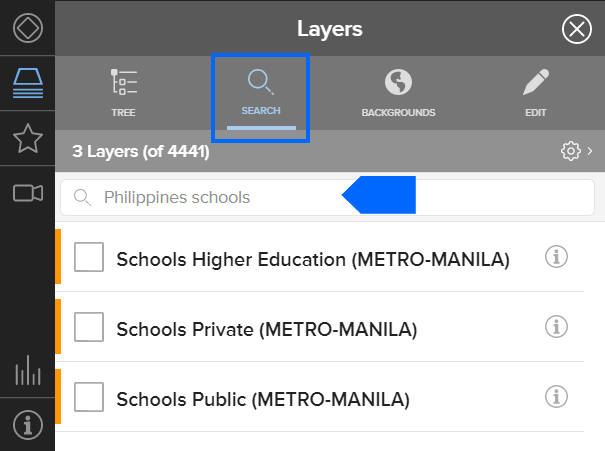 Layers
TREE
SEARCH
BACKGROUNDS
EDIT
3 Layers (of 4441)
Philippines schools
Schools Higher Education (METRO-MANILA)
Schools Private (METRO-MANILA)
Schools Public (METRO-MANILA)